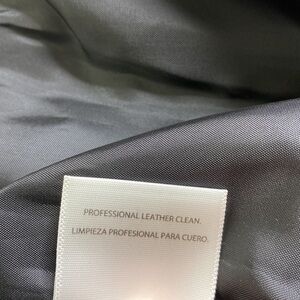 PROFESSIONAL LEATHER CLEAN.
LIMPIEZA PROFESIONAL PARA CUERO.